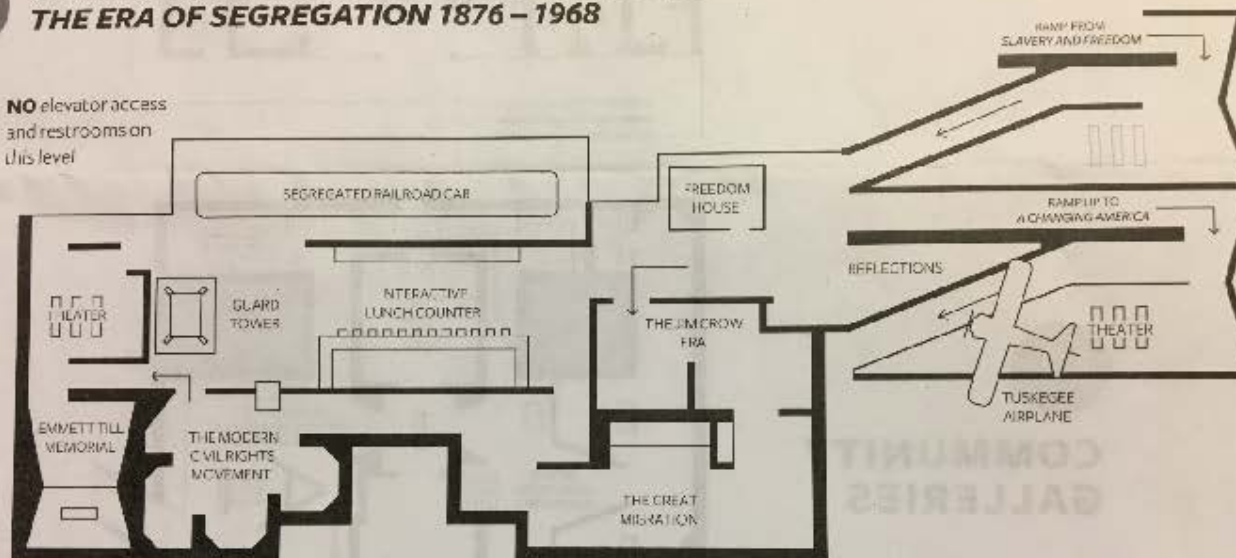 THE ERA OF SEGREGATION 1876 – 1968
RAMP FROM
SLAVERY AND FREEDOM
NO elevator access
and restrooms on
this level
SEGREGATED RAILROAD CAR
FREEDOM
HOUSE
RAMP UP TO
A CHANGING AMERICA
REFLECTIONS
THEATER
GUARD
TOWER
INTERACTIVE
LUNCH COUNTER
THE JIM CROW
ERA
THEATER
TUSKEGEE
AIRPLANE
EMMETT TILL
MEMORIAL
THE MODERN
CIVIL RIGHTS
MOVEMENT
THE GREAT
MIGRATION
COMMUNITY
GALLERIES